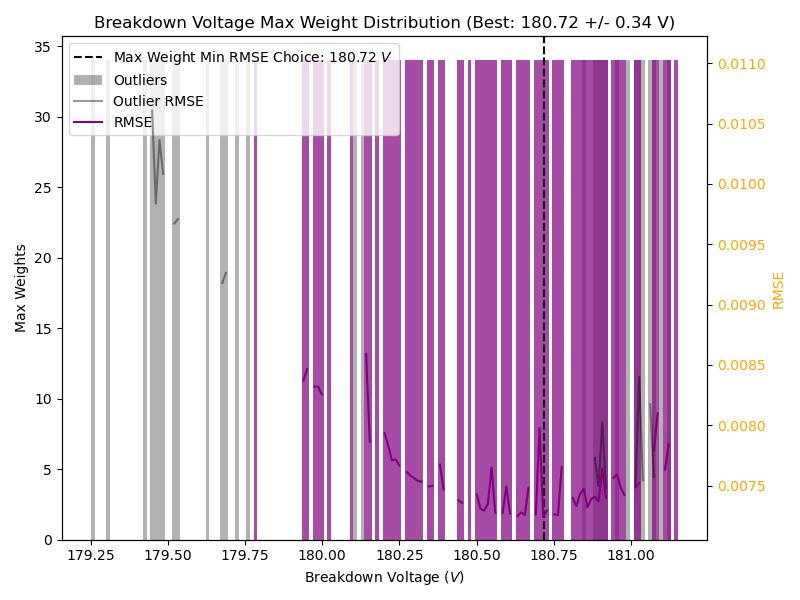 Breakdown Voltage Max Weight Distribution (Best: 180.72 +/- 0.34 V)
Max Weight Min RMSE Choice: 180.72 V
Outliers
Outlier RMSE
RMSE
35
30
25
20
15
10
5
0
Max Weights
0.0110
0.0105
0.0100
0.0095
0.0090
0.0085
0.0080
0.0075
RMSE
179.25 179.50 179.75 180.00 180.25 180.50 180.75 181.00
Breakdown Voltage (V)